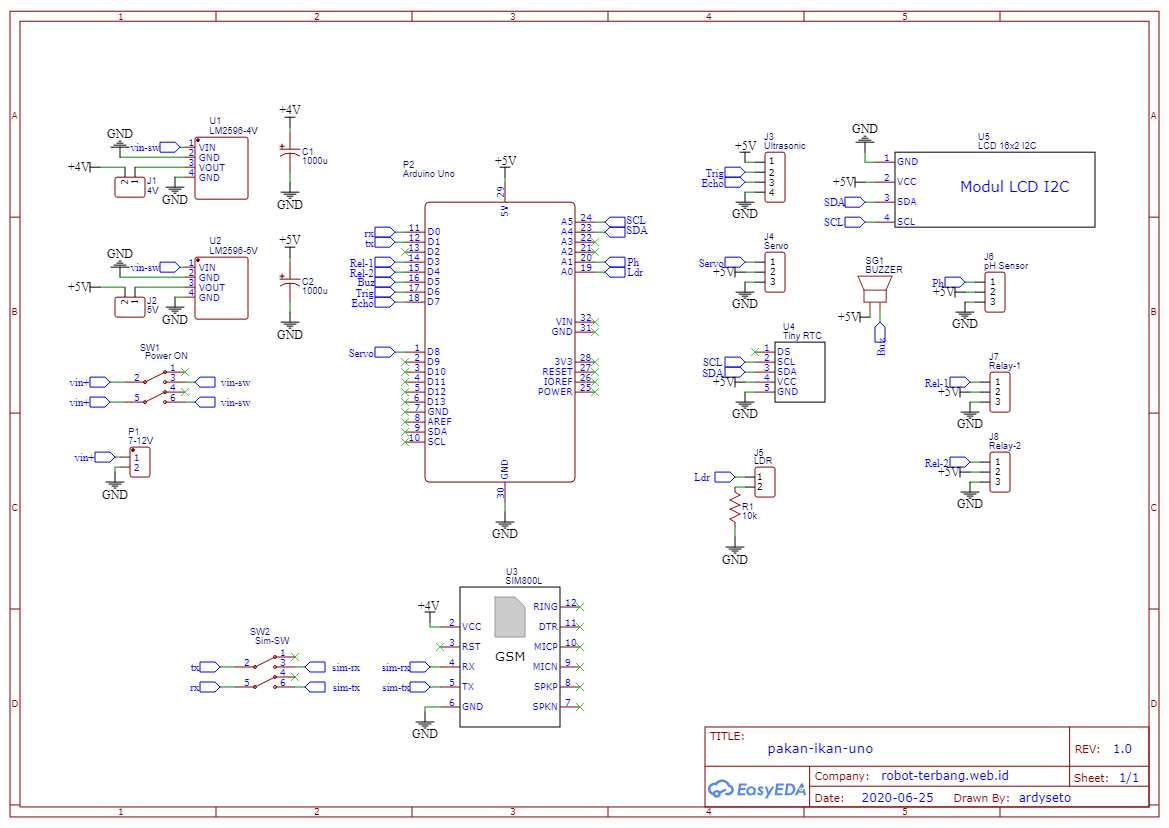 1 2 3 4 5
A
B
C
D
U1
LM2596-4V
GND
vin-sw
1 VIN
2 GND
3 VOUT
4 GND
+4V
2 1
J1
4V
GND
+4V
C1
1000u
GND
U2
LM2596-5V
GND
vin-sw
1 VIN
2 GND
3 VOUT
4 GND
+5V
2 1
J2
5V
GND
+5V
C2
1000u
GND
SW1
Power ON
vin+ 2 1 3 vin-sw
vin+ 5 4 6 vin-sw
P1
7-12V
vin+ 1
2
GND
P2
Arduino Uno
+5V
29
5V
rx 11 D0
tx 12 D1
13 D2
Rel-1 14 D3
Rel-2 15 D4
Buz 16 D5
Trig 17 D6
Echo 18 D7
Servo 1 D8
2 D9
3 D10
4 D11
5 D12
6 D13
7 GND
8 AREF
9 SDA
10 SCL
A5 24 SCL
A4 23 SDA
A3 22
A2 21
A1 20 Ph
A0 19 Ldr
VIN 32
GND 31
3V3 28
RESET 27
IOREF 26
POWER 25
GND
30
GND
J3
Ultrasonic
+5V 1
Trig 2
Echo 3
4
GND
J4
Servo
Servo 1
+5V 2
3
GND
U4
Tiny RTC
1 DS
SCL 2 SCL
SDA 3 SDA
+5V 4 VCC
5 GND
GND
J5
LDR
Ldr 1
2
R1
10k
GND
U5
LCD 16x2 I2C
GND
1 GND
+5V 2 VCC
SDA 3 SDA
SCL 4 SCL
Modul LCD I2C
SG1
BUZZER
+5V
Buz
J6
pH Sensor
Ph 1
+5V 2
3
GND
J7
Relay-1
Rel-1 1
+5V 2
3
GND
J8
Relay-2
Rel-2 1
+5V 2
3
GND
SW2
Sim-SW
tx 2 1 3 sim-rx
rx 5 4 6 sim-tx
U3
SIM800L
GSM
+4V
2 VCC
3 RST
sim-rx 4 RX
sim-tx 5 TX
6 GND
GND
RING 12
DTR 11
MICP 10
MICN 9
SPKP 8
SPKN 7
TITLE:
pakan-ikan-uno
REV: 1.0
EasyEDA
Company: robot-terbang.web.id
Sheet: 1/1
Date: 2020-06-25 Drawn By: ardyseto
1 2 3 4 5
A
B
C
D